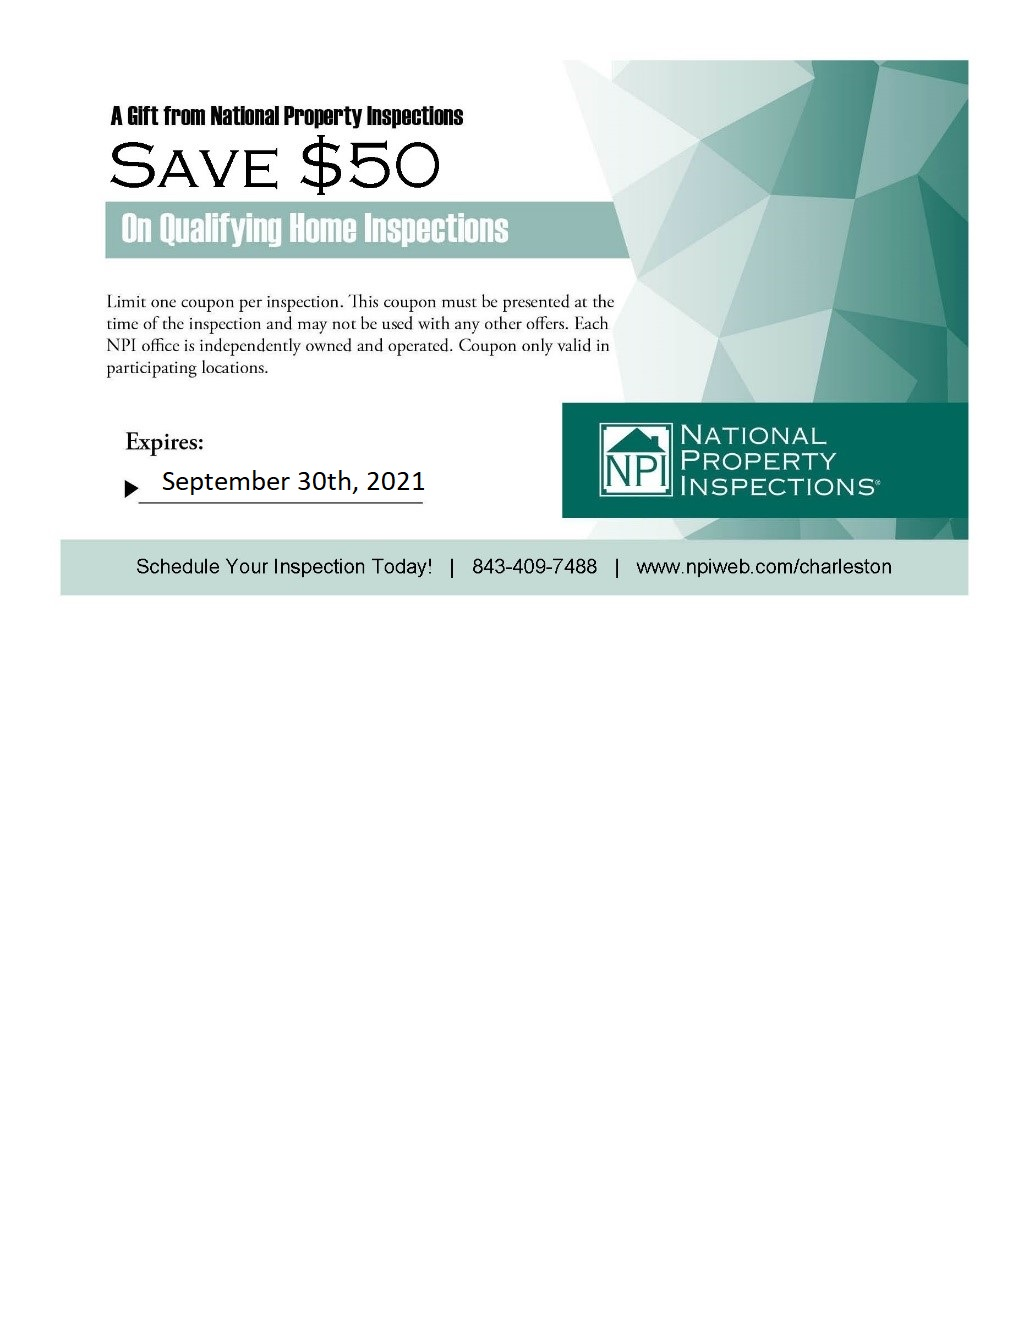 A Gift from National Property Inspections
SAVE $50
On Qualifying Home Inspections
Limit one coupon per inspection. This coupon must be presented at the
time of the inspection and may not be used with any other offers. Each
NPI office is independently owned and operated. Coupon only valid in
participating locations.
Expires:
September 30th, 2021
NPI
NATIONAL
PROPERTY
INSPECTIONS®
Schedule Your Inspection Today! | 843-409-7488 | www.npiweb.com/charleston